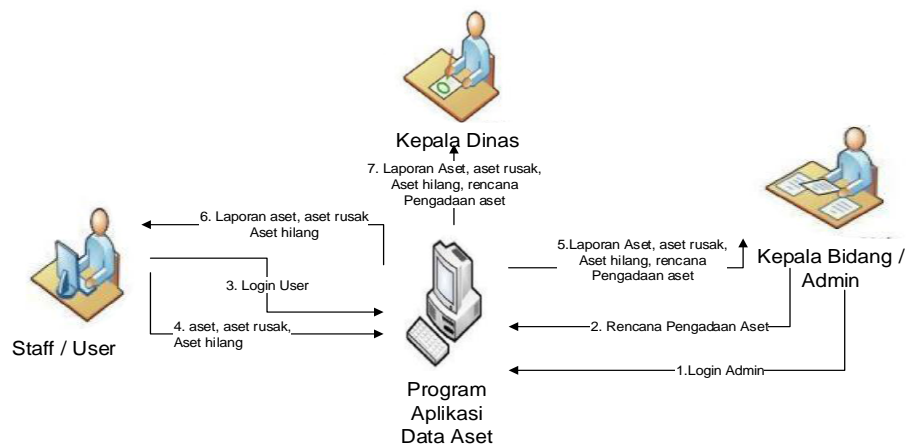 Kepala Dinas
7. Laporan Aset, aset rusak,
Aset hilang, rencana
Pengadaan aset
6. Laporan aset, aset rusak
Aset hilang
5.Laporan Aset, aset rusak,
Aset hilang, rencana
Pengadaan aset
Kepala Bidang /
Admin
3. Login User
4. aset, aset rusak,
Aset hilang
2. Rencana Pengadaan Aset
Staff / User
1.Login Admin
Program
Aplikasi
Data Aset